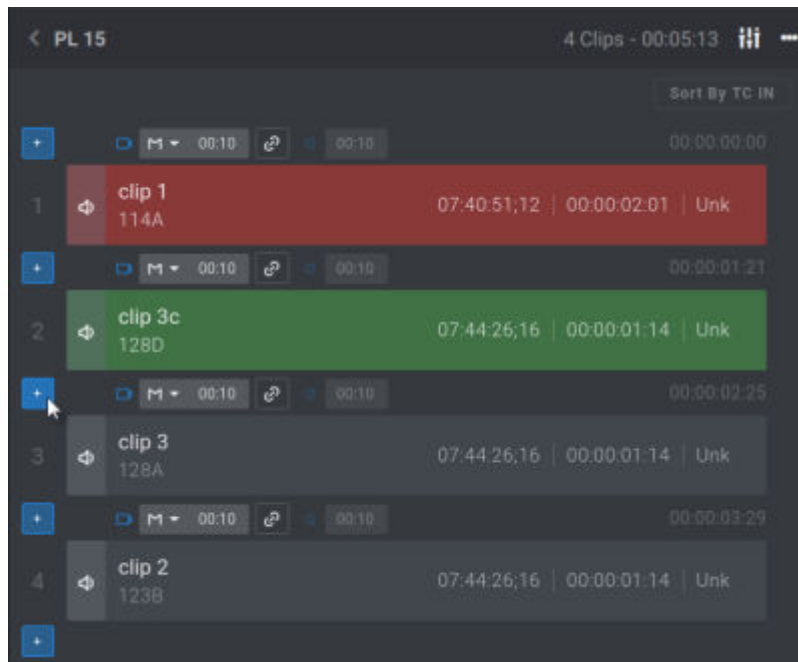 < PL 15 4 Clips - 00:05:13
Sort By TC IN
+ M 00:10 00:10 00:00:00:00
1 clip 1 07:40:51;12 | 00:00:02:01 | Unk
114A
+ M 00:10 00:10 00:00:01:21
2 clip 3c 07:44:26;16 | 00:00:01:14 | Unk
128D
+ M 00:10 00:10 00:00:02:25
3 clip 3 07:44:26;16 | 00:00:01:14 | Unk
128A
+ M 00:10 00:10 00:00:03:29
4 clip 2 07:44:26;16 | 00:00:01:14 | Unk
123B
+